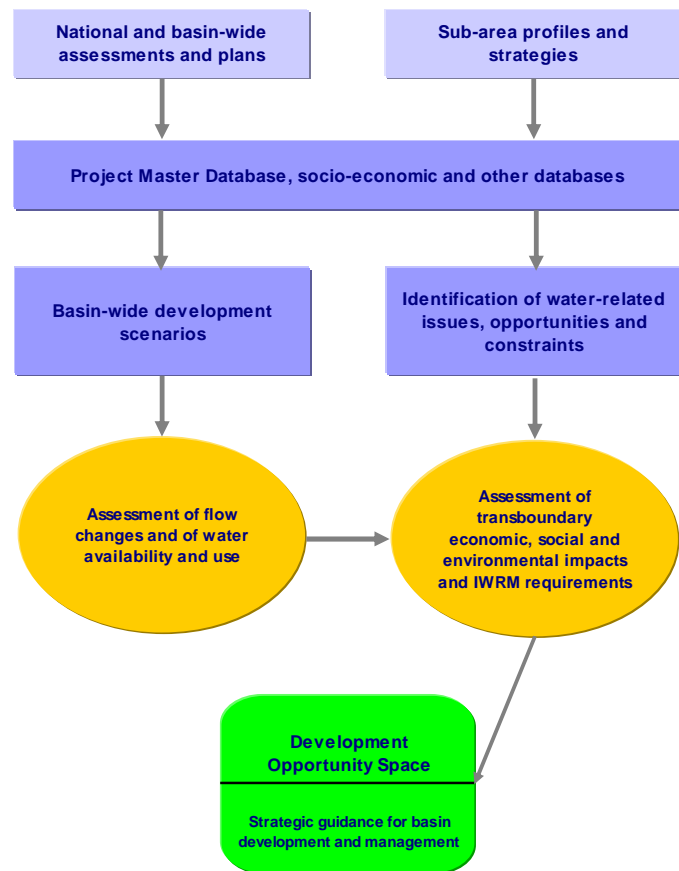 National and basin-wide
assessments and plans
Sub-area profiles and
strategies
Project Master Database, socio-economic and other databases
Basin-wide development
scenarios
Identification of water-related
issues, opportunities and
constraints
Assessment of flow
changes and of water
availability and use
Assessment of
transboundary
economic, social and
environmental impacts
and IWRM requirements
Development
Opportunity Space
Strategic guidance for basin
development and management